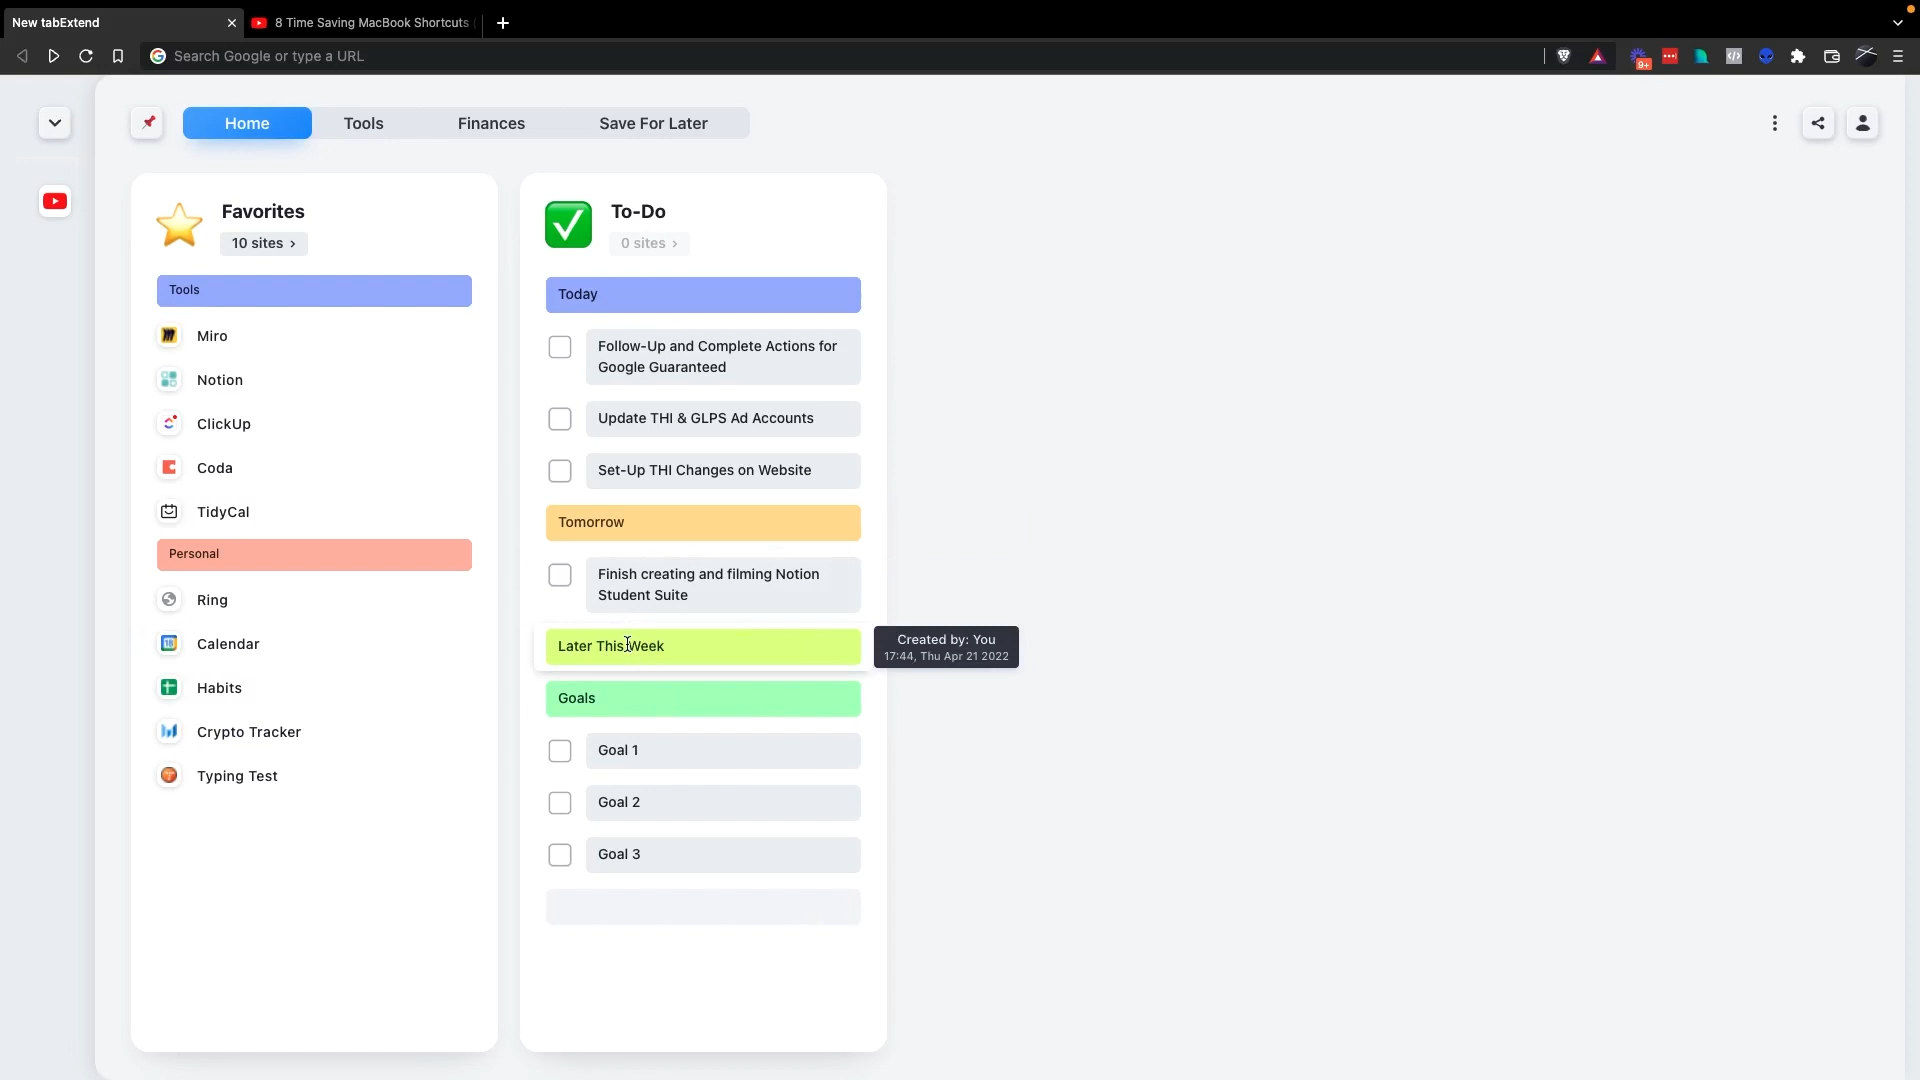 New tabExtend
8 Time Saving MacBook Shortcuts
Search Google or type a URL
9+
Home
Tools
Finances
Save For Later
Favorites
10 sites ›
Tools
Miro
Notion
ClickUp
Coda
TidyCal
Personal
Ring
Calendar
Habits
Crypto Tracker
Typing Test
To-Do
0 sites ›
Today
Follow-Up and Complete Actions for
Google Guaranteed
Update THI & GLPS Ad Accounts
Set-Up THI Changes on Website
Tomorrow
Finish creating and filming Notion
Student Suite
Later This Week
Created by: You
17:44, Thu Apr 21 2022
Goals
Goal 1
Goal 2
Goal 3